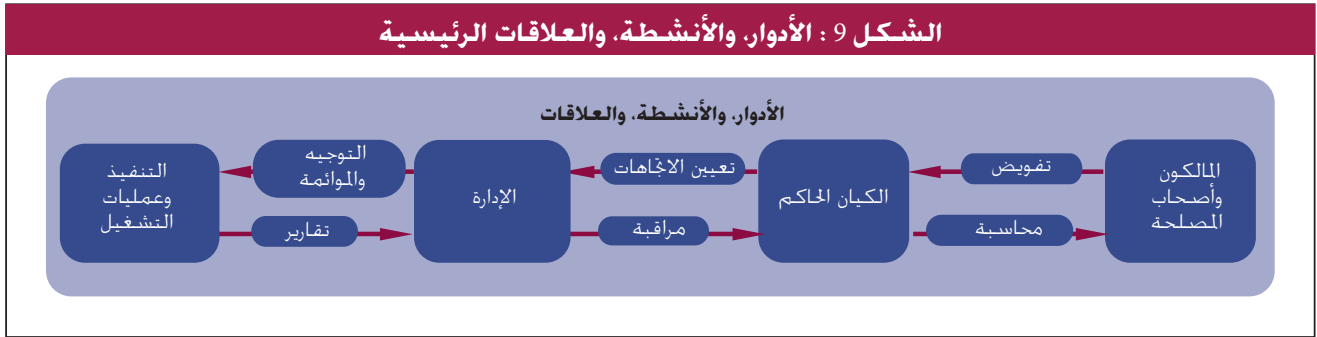 الشكل 9 : الأدوار، والأنشطة، والعلاقات الرئيسية
الأدوار، والأنشطة، والعلاقات
المالكون
وأصحاب
المصلحة
تفويض
محاسبة
الكيان الحاكم
تعيين الاتجاهات
مراقبة
الإدارة
التوجيه
والموائمة
تقارير
التنفيذ
وعمليات
التشغيل